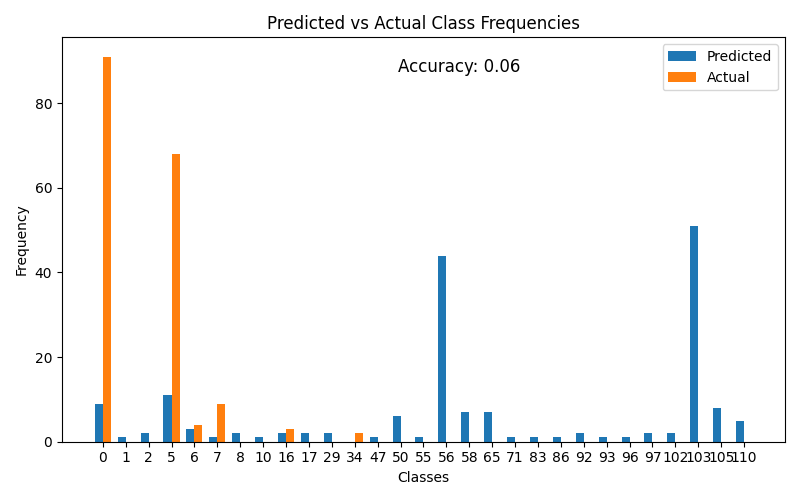 Predicted vs Actual Class Frequencies
Accuracy: 0.06
Predicted
Actual
Frequency
80
60
40
20
0
0 1 2 5 6 7 8 10 16 17 29 34 47 50 55 56 58 65 71 83 86 92 93 96 97 102 103 105 110
Classes